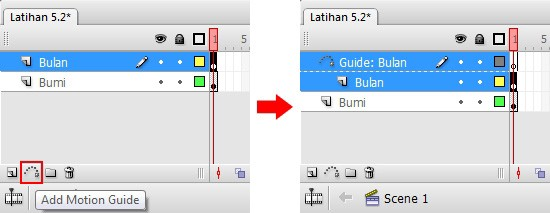 Latihan 5.2*
1 5
Bulan
Bumi
Add Motion Guide
Latihan 5.2*
1 5
Guide: Bulan
Bulan
Bumi
Scene 1